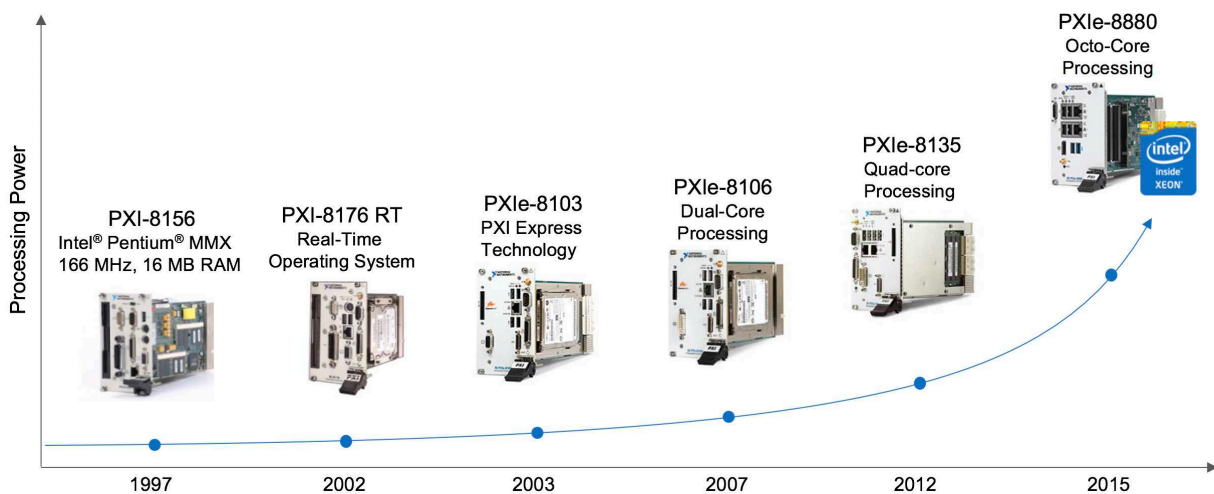 PXIe-8880
Octo-Core
Processing
PXIe-8135
Quad-core
Processing
intel
inside
XEON
PXIe-8106
Dual-Core
Processing
PXIe-8103
PXI Express
Technology
PXI-8176 RT
Real-Time
Operating System
PXI-8156
Intel® Pentium® MMX
166 MHz, 16 MB RAM
Processing Power
1997
2002
2003
2007
2012
2015